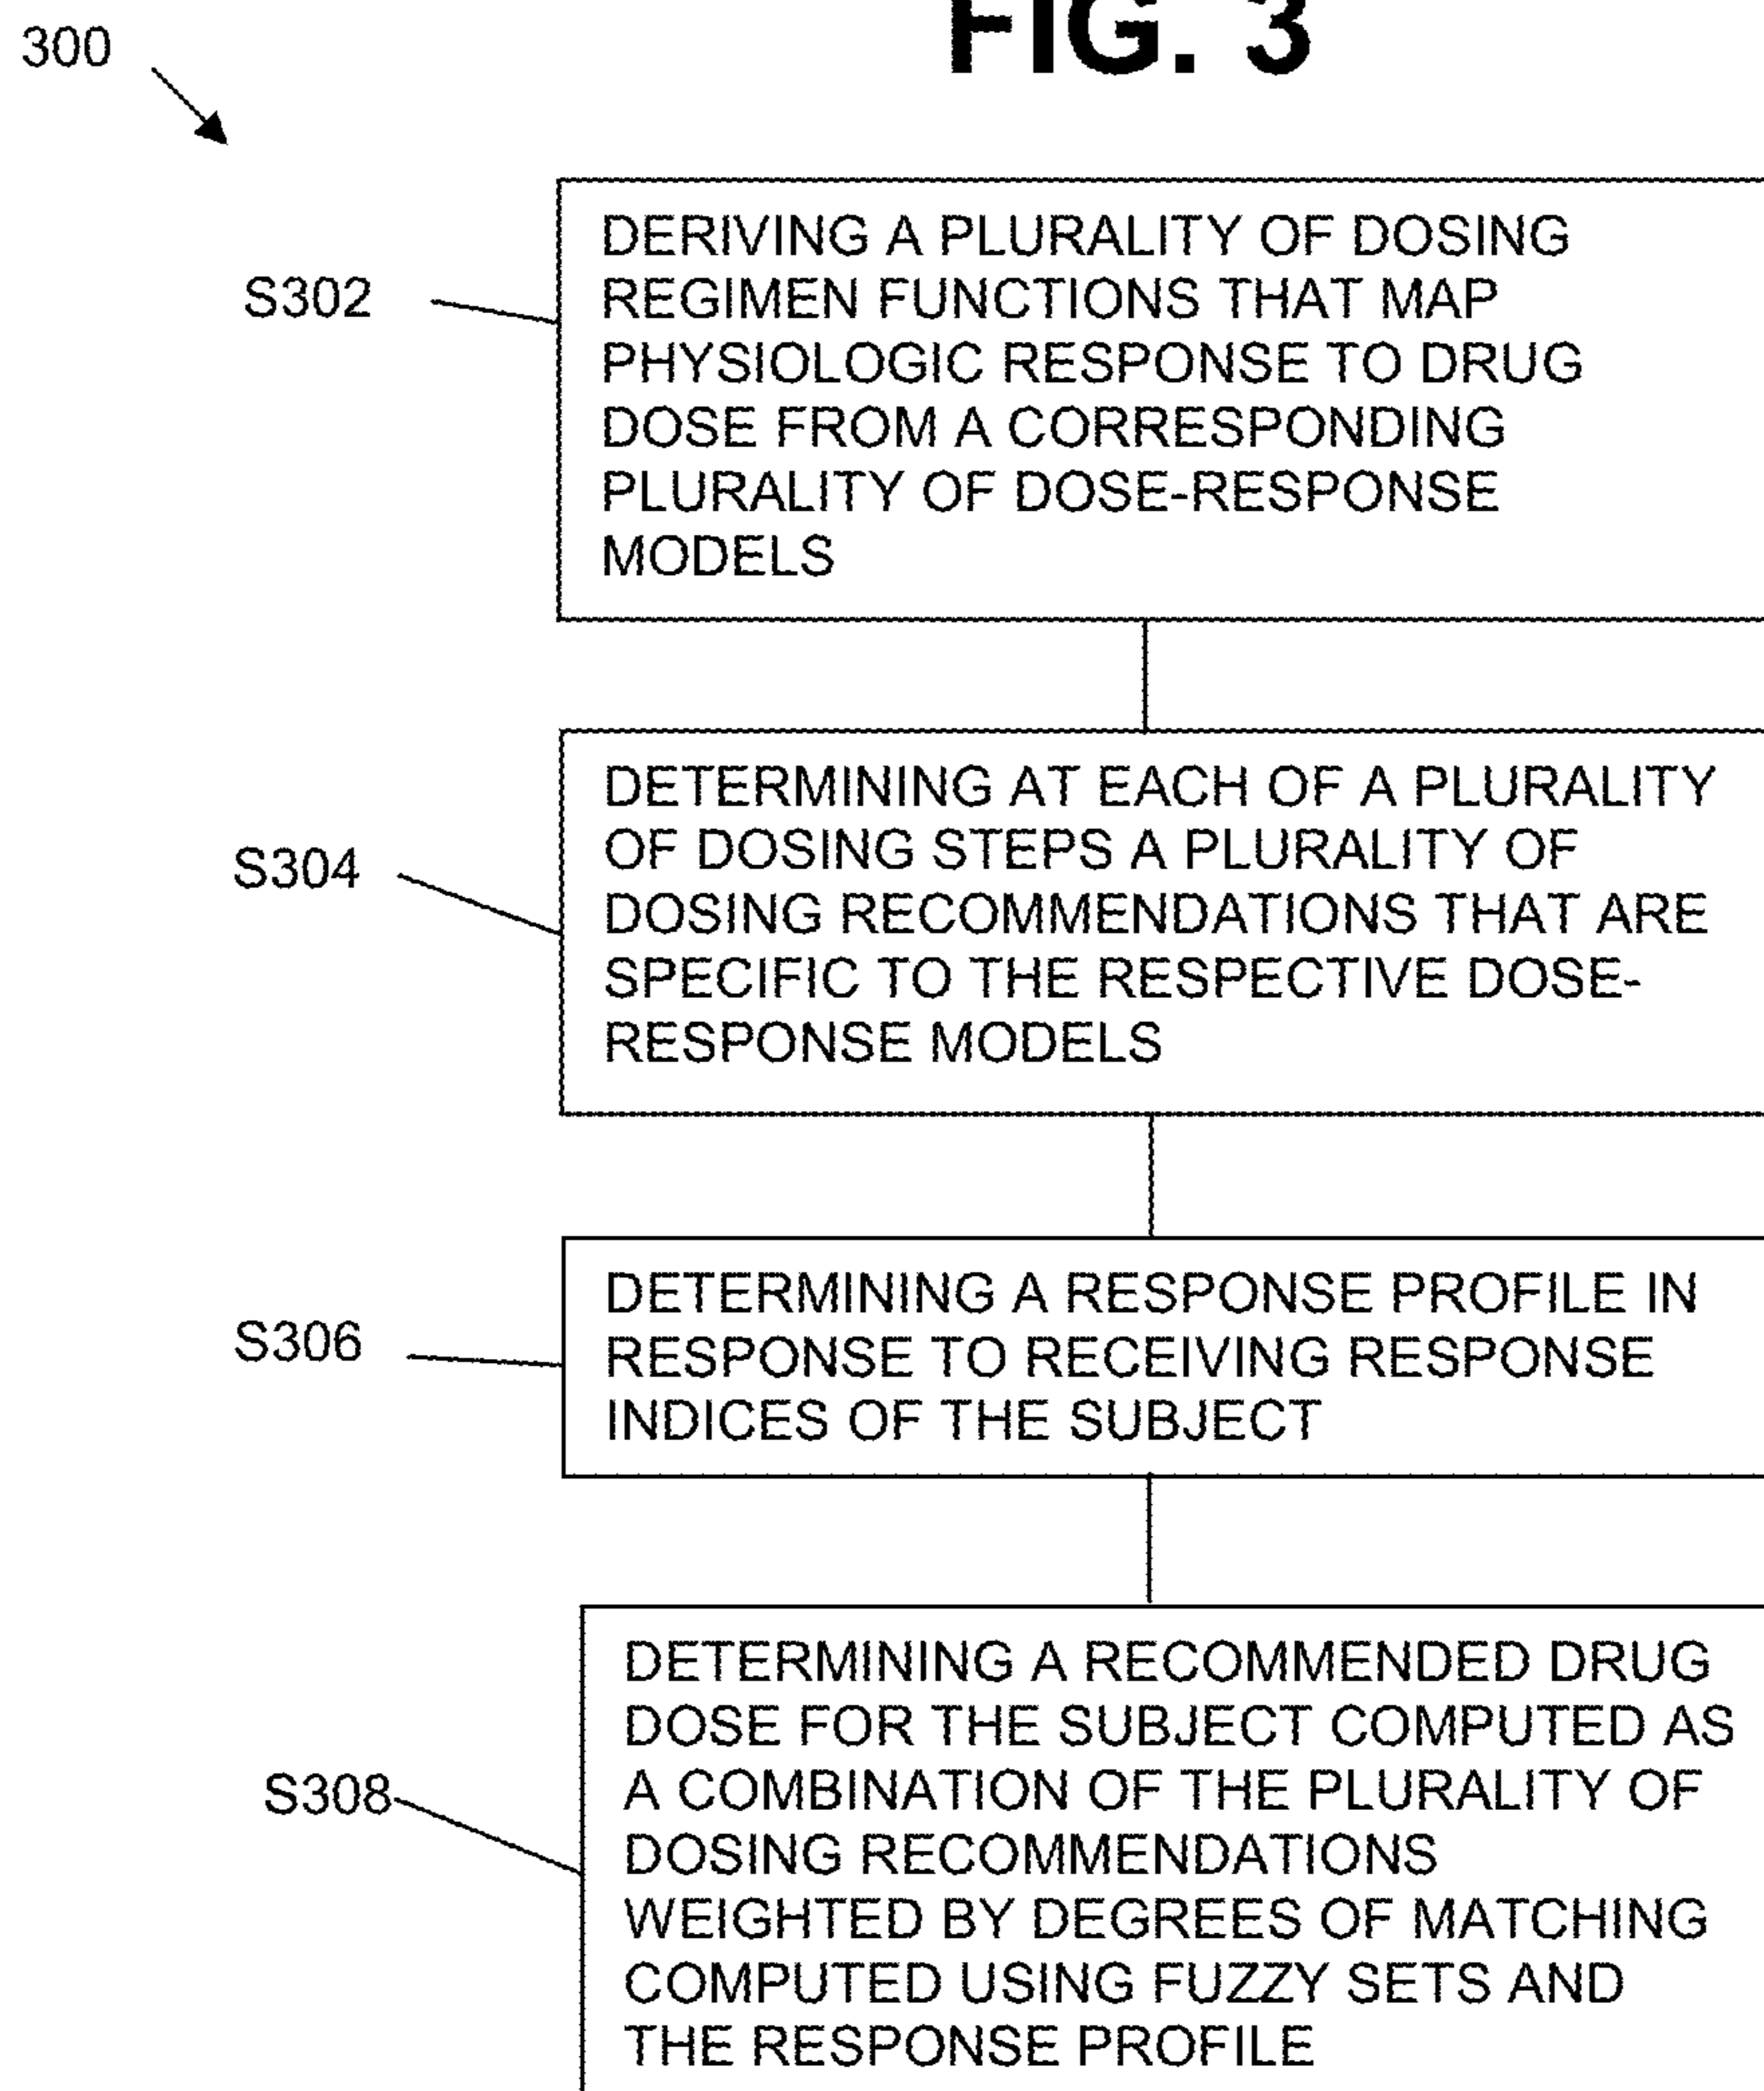 FIG. 3
300
S302
DERIVING A PLURALITY OF DOSING
REGIMEN FUNCTIONS THAT MAP
PHYSIOLOGIC RESPONSE TO DRUG
DOSE FROM A CORRESPONDING
PLURALITY OF DOSE-RESPONSE
MODELS
S304
DETERMINING AT EACH OF A PLURALITY
OF DOSING STEPS A PLURALITY OF
DOSING RECOMMENDATIONS THAT ARE
SPECIFIC TO THE RESPECTIVE DOSE-
RESPONSE MODELS
S306
DETERMINING A RESPONSE PROFILE IN
RESPONSE TO RECEIVING RESPONSE
INDICES OF THE SUBJECT
S308
DETERMINING A RECOMMENDED DRUG
DOSE FOR THE SUBJECT COMPUTED AS
A COMBINATION OF THE PLURALITY OF
DOSING RECOMMENDATIONS
WEIGHTED BY DEGREES OF MATCHING
COMPUTED USING FUZZY SETS AND
THE RESPONSE PROFILE